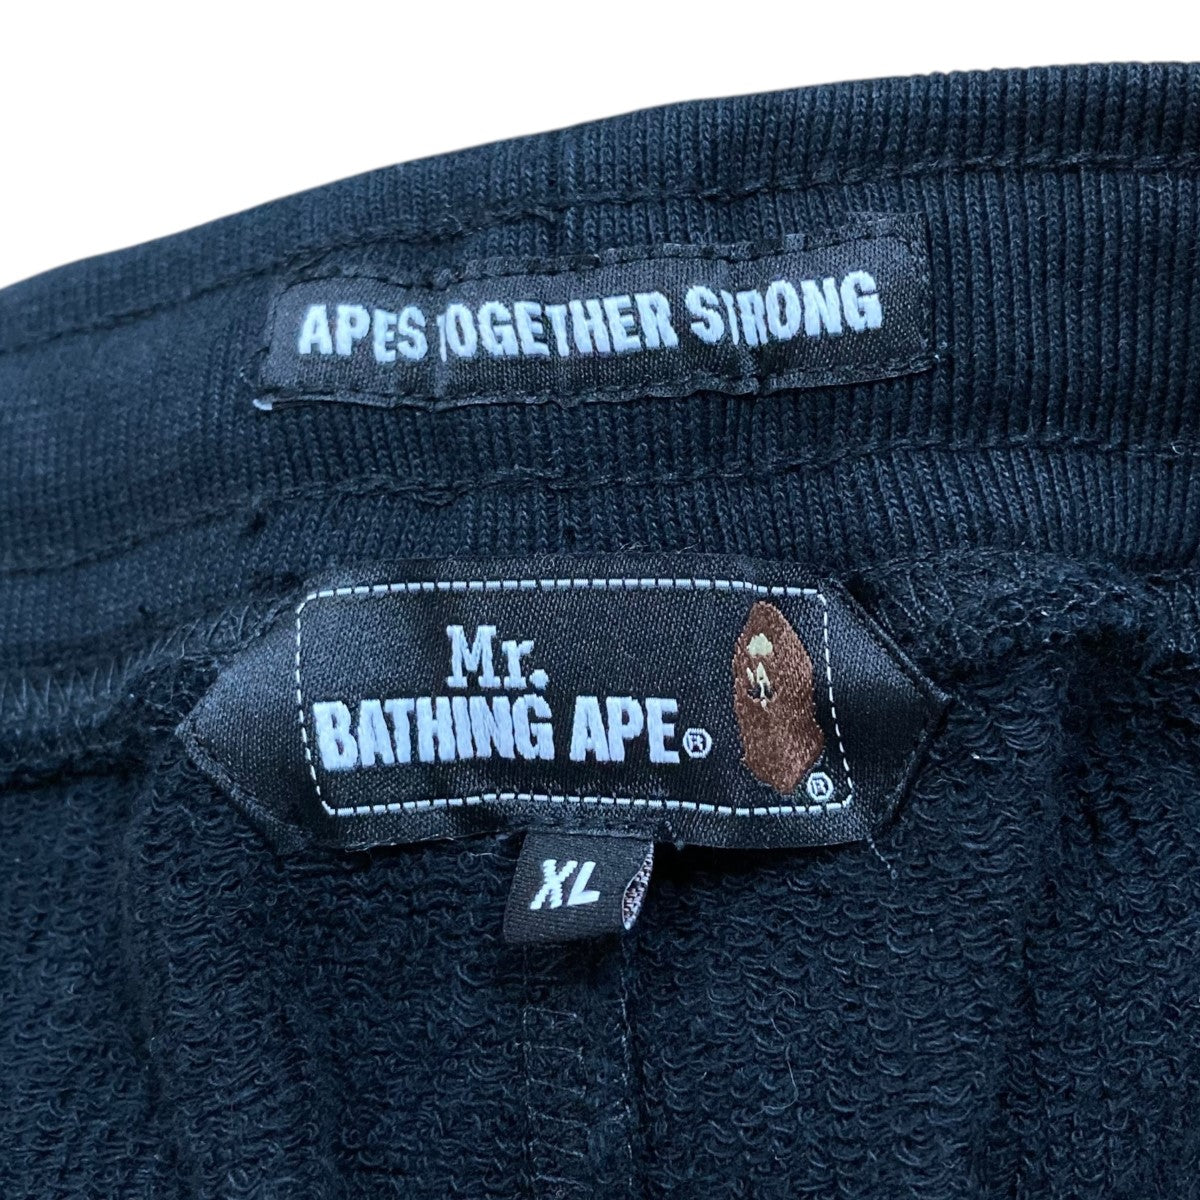 APES TOGETHER STRONG
Mr.
BATHING APE®
®
XL